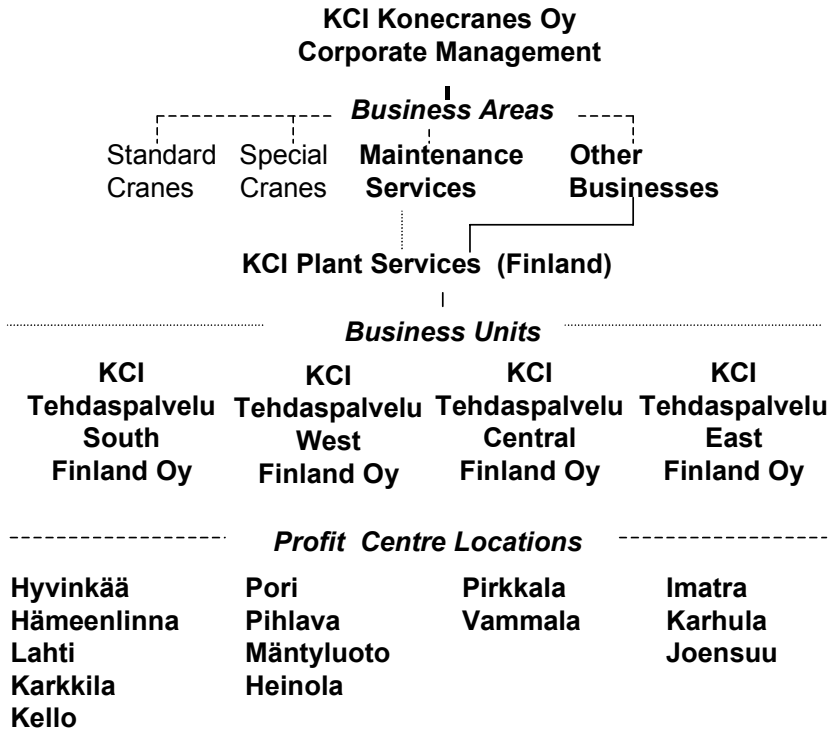 KCI Konecranes Oy
Corporate Management
Business Areas
Standard Cranes
Special Cranes
Maintenance Services
Other Businesses
KCI Plant Services (Finland)
Business Units
KCI
Tehdaspalvelu
South
Finland Oy
KCI
Tehdaspalvelu
West
Finland Oy
KCI
Tehdaspalvelu
Central
Finland Oy
KCI
Tehdaspalvelu
East
Finland Oy
Profit Centre Locations
Hyvinkää
Hämeenlinna
Lahti
Karkkila
Kello
Pori
Pihlava
Mäntyluoto
Heinola
Pirkkala
Vammala
Imatra
Karhula
Joensuu